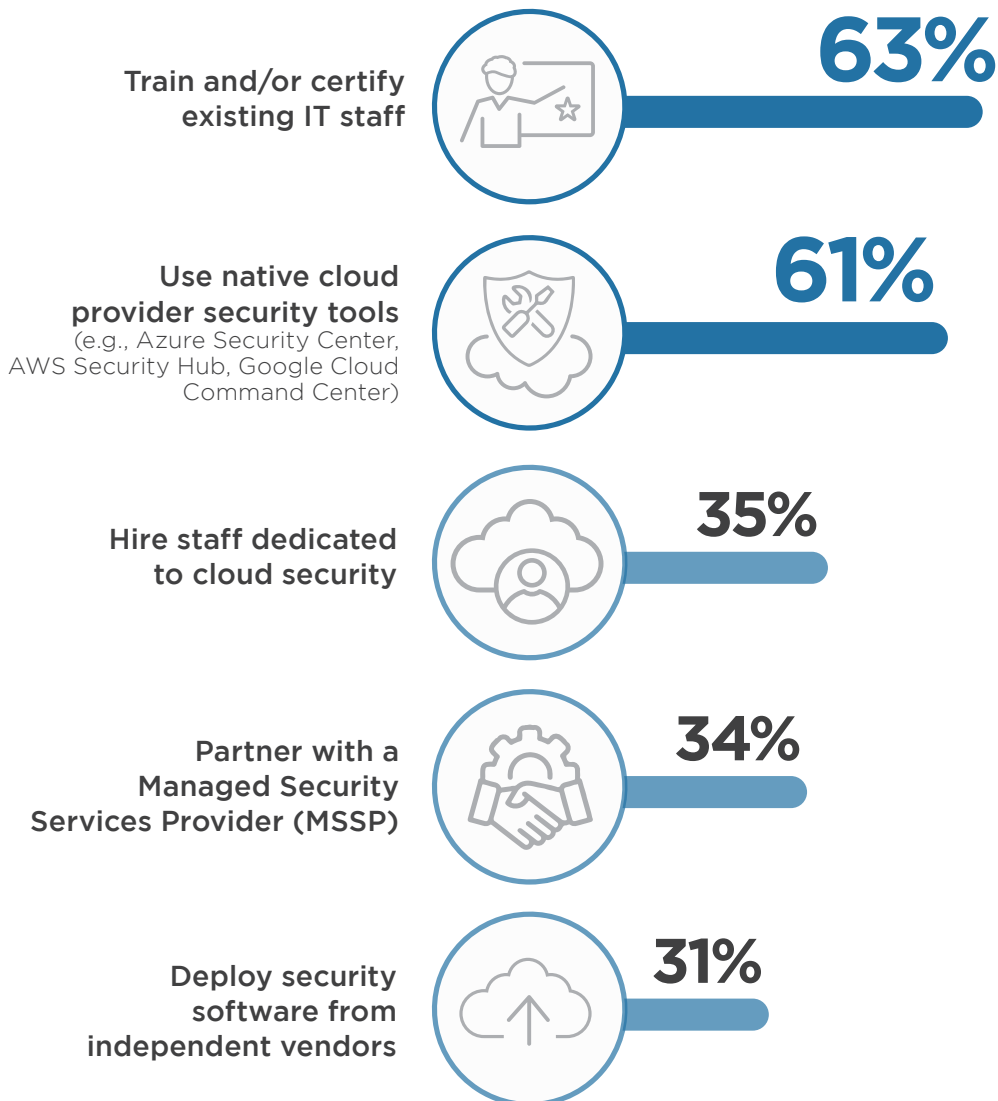 Train and/or certify
existing IT staff
63%
Use native cloud
provider security tools
(e.g., Azure Security Center,
AWS Security Hub, Google Cloud
Command Center)
61%
Hire staff dedicated
to cloud security
35%
Partner with a
Managed Security
Services Provider (MSSP)
34%
Deploy security
software from
independent vendors
31%